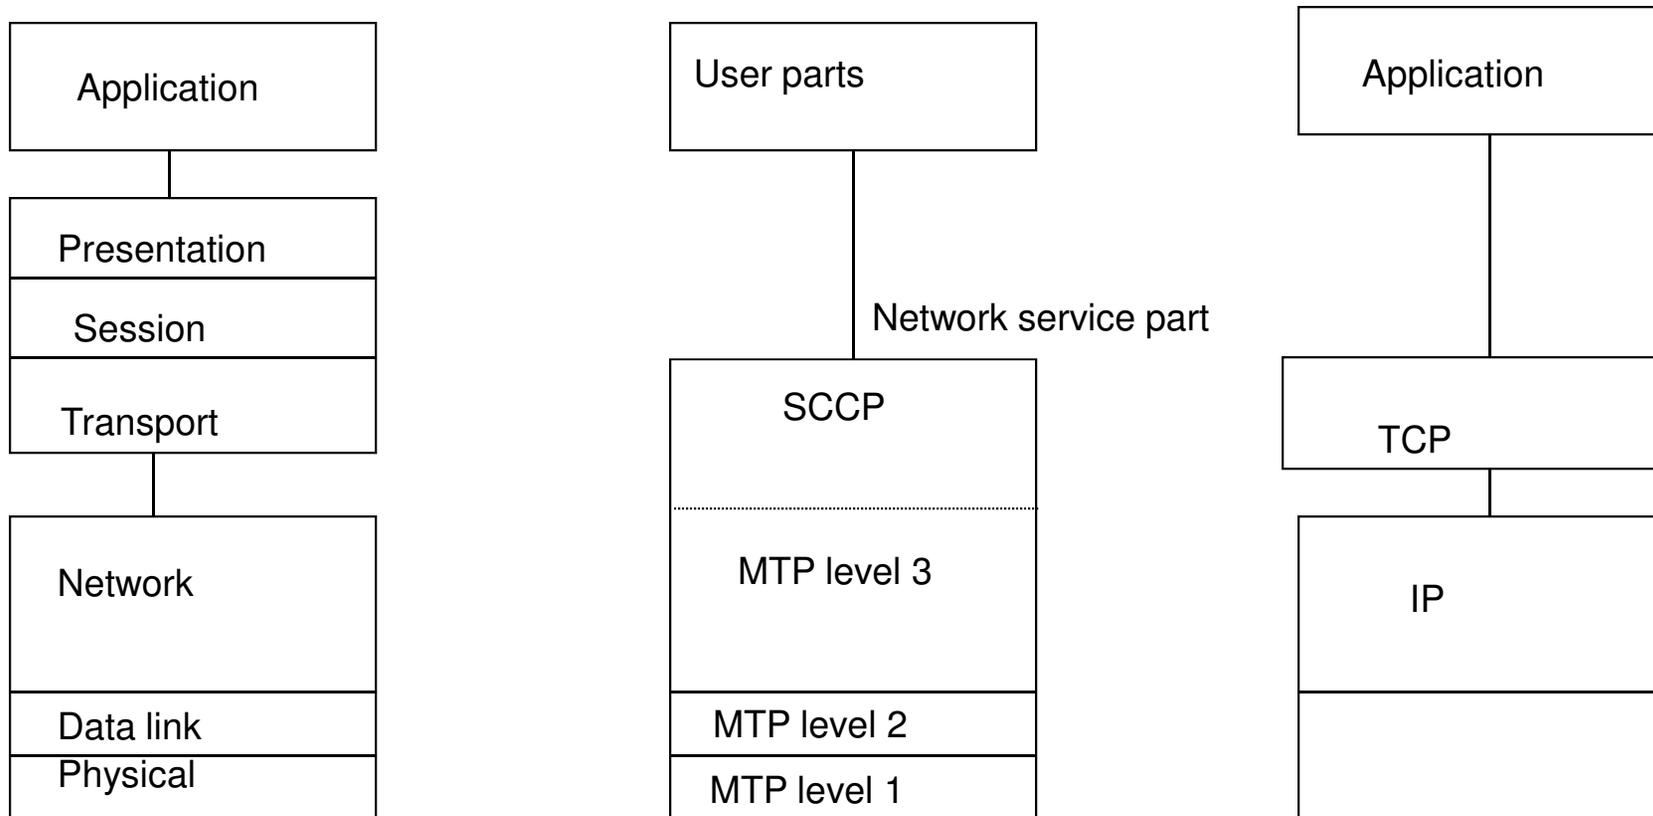 Application
Presentation
Session
Transport
Network
Data link
Physical
User parts
Network service part
SCCP
MTP level 3
MTP level 2
MTP level 1
Application
TCP
IP